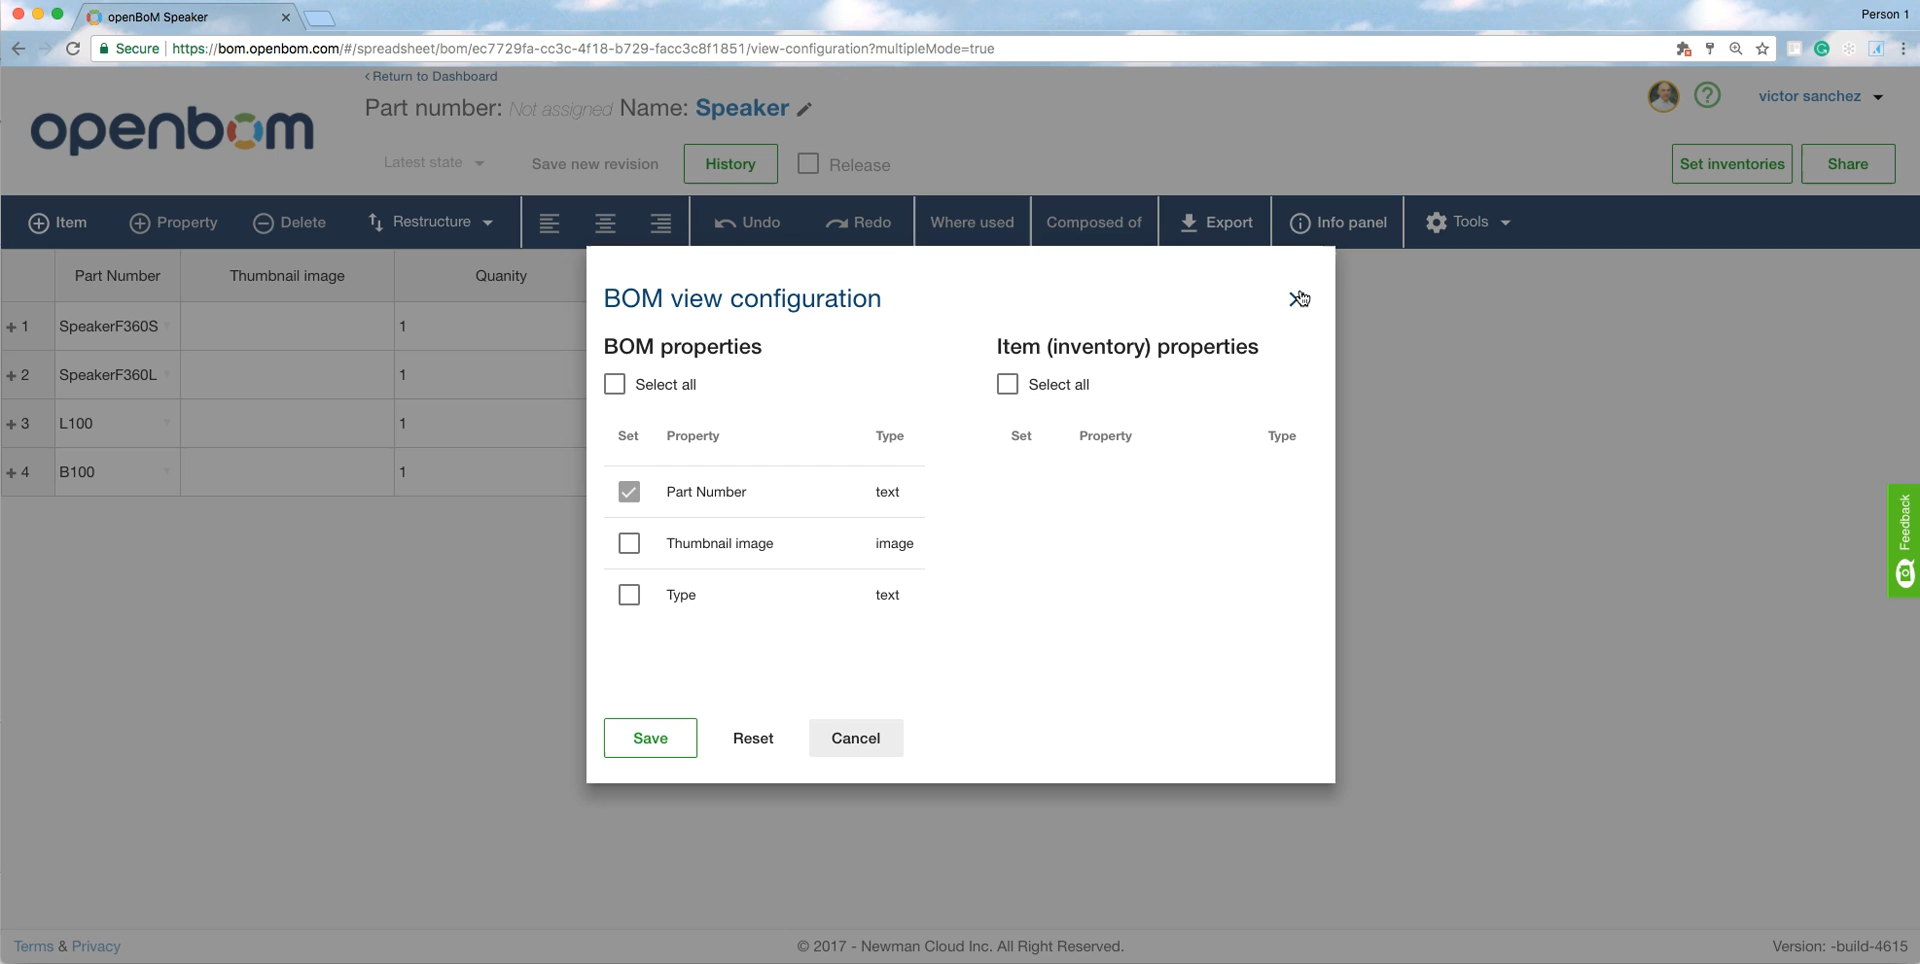 openBoM Speaker
Person 1
Secure
https://bom.openbom.com/#/spreadsheet/bom/ec7729fa-cc3c-4f18-b729-facc3c8f1851/view-configuration?multipleMode=true
< Return to Dashboard
openbom
Part number: Not assigned Name: Speaker
victor sanchez
Latest state
Save new revision
History
Release
Set inventories
Share
Item
Property
Delete
Restructure
Undo
Redo
Where used
Composed of
Export
Info panel
Tools
Part Number
Thumbnail image
Quanity
+ 1
SpeakerF360S
1
+ 2
SpeakerF360L
1
+ 3
L100
1
+ 4
B100
1
BOM view configuration
BOM properties
Select all
Set
Property
Type
Part Number
text
Thumbnail image
image
Type
text
Item (inventory) properties
Select all
Set
Property
Type
Save
Reset
Cancel
Feedback
Terms & Privacy
© 2017 - Newman Cloud Inc. All Right Reserved.
Version: -build-4615